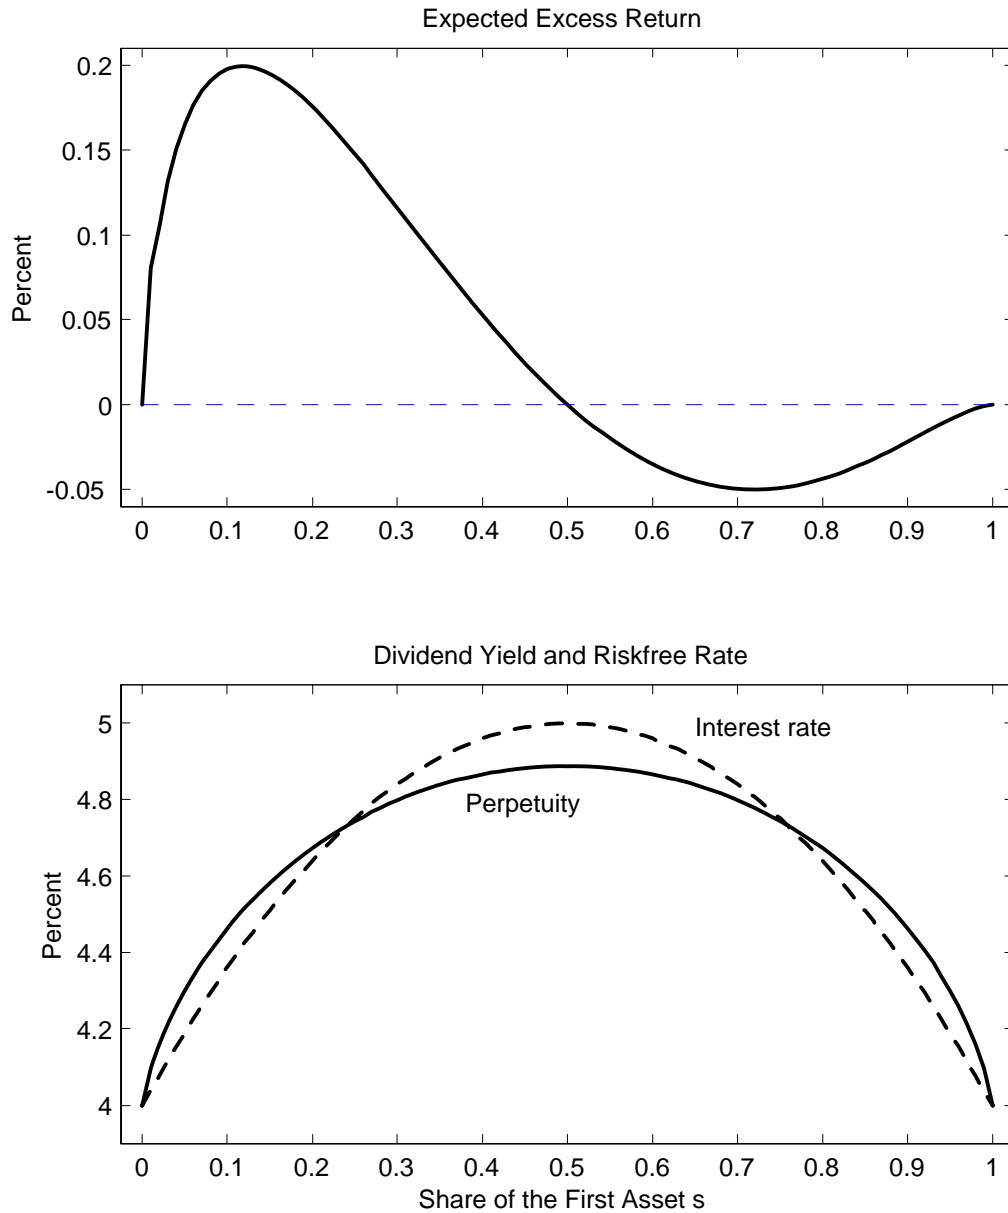 Expected Excess Return
0.2
0.15
0.1
0.05
0
-0.05
Percent
0 0.1 0.2 0.3 0.4 0.5 0.6 0.7 0.8 0.9 1
Dividend Yield and Riskfree Rate
5
4.8
4.6
4.4
4.2
4
Percent
Interest rate
Perpetuity
0 0.1 0.2 0.3 0.4 0.5 0.6 0.7 0.8 0.9 1
Share of the First Asset s